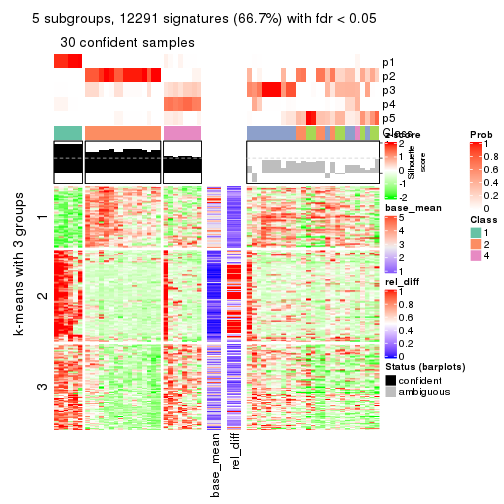 5 subgroups, 12291 signatures (66.7%) with fdr < 0.05
30 confident samples
p1
p2
p3
p4
p5
Class
z-score
2
1
0
-1
-2
Silhouette
score
Prob
1
0.8
0.6
0.4
0.2
0
Class
1
2
4
base_mean
5
4
3
2
1
rel_diff
1
0.8
0.6
0.4
0.2
0
Status (barplots)
confident
ambiguous
k-means with 3 groups
1
2
3
base_mean
rel_diff